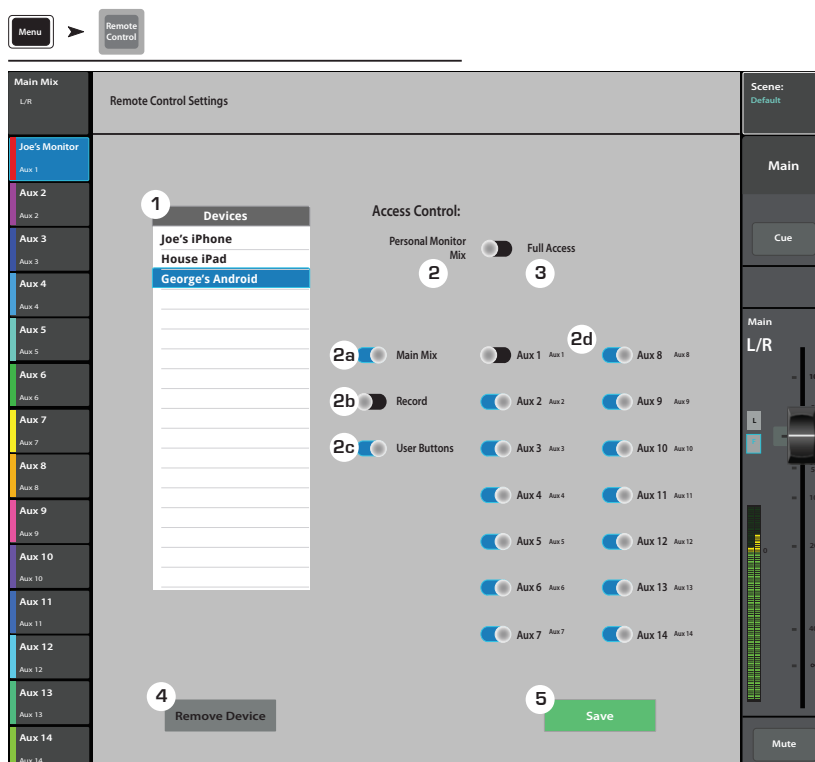 Menu
Remote
Control
Main Mix
L/R
Remote Control Settings
Scene:
Default
Joe's Monitor
Aux 1
Aux 2
Aux 2
Aux 3
Aux 3
Aux 4
Aux 4
Aux 5
Aux 5
Aux 6
Aux 6
Aux 7
Aux 7
Aux 8
Aux 8
Aux 9
Aux 9
Aux 10
Aux 10
Aux 11
Aux 11
Aux 12
Aux 12
Aux 13
Aux 13
Aux 14
Aux 14
1
Devices
Joe's iPhone
House iPad
George's Android
Access Control:
Personal Monitor
Mix
Full Access
2
3
2a
Main Mix
2b
Record
2c
User Buttons
2d
Aux 1 Aux 1
Aux 2 Aux 2
Aux 3 Aux 3
Aux 4 Aux 4
Aux 5 Aux 5
Aux 6 Aux 6
Aux 7 Aux 7
Aux 8 Aux 8
Aux 9 Aux 9
Aux 10 Aux 10
Aux 11 Aux 11
Aux 12 Aux 12
Aux 13 Aux 13
Aux 14 Aux 14
4
Remove Device
5
Save
Main
Cue
Main
L/R
L
0
Mute